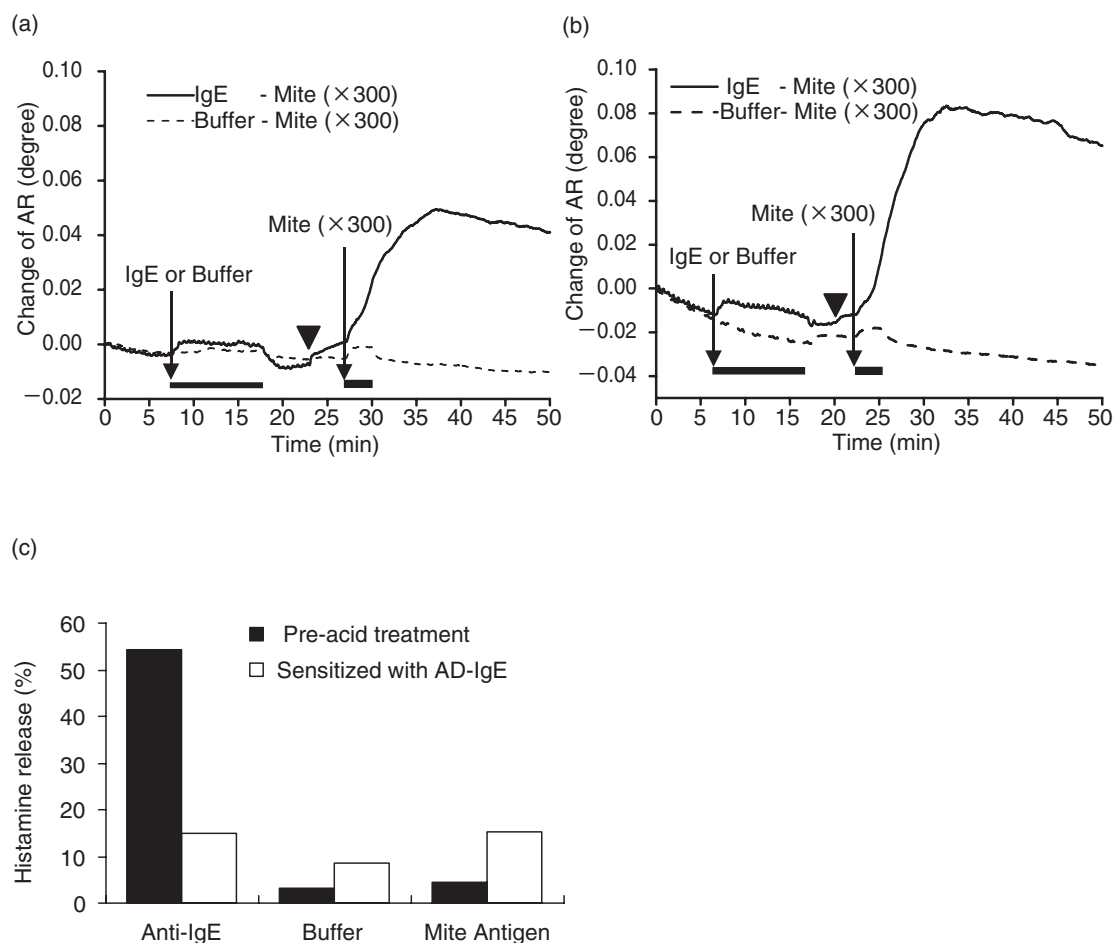 (a)
0.10
0.08
0.06
0.04
0.02
0.00
−0.02
Change of AR (degree)
IgE - Mite (×300)
Buffer - Mite (×300)
Mite (×300)
IgE or Buffer
0 5 10 15 20 25 30 35 40 45 50
Time (min)
(b)
0.10
0.08
0.06
0.04
0.02
0.00
−0.02
−0.04
Change of AR (degree)
IgE - Mite (×300)
Buffer- Mite (×300)
Mite (×300)
IgE or Buffer
0 5 10 15 20 25 30 35 40 45 50
Time (min)
(c)
60
50
40
30
20
10
0
Histamine release (%)
Pre-acid treatment
Sensitized with AD-IgE
Anti-IgE Buffer Mite Antigen